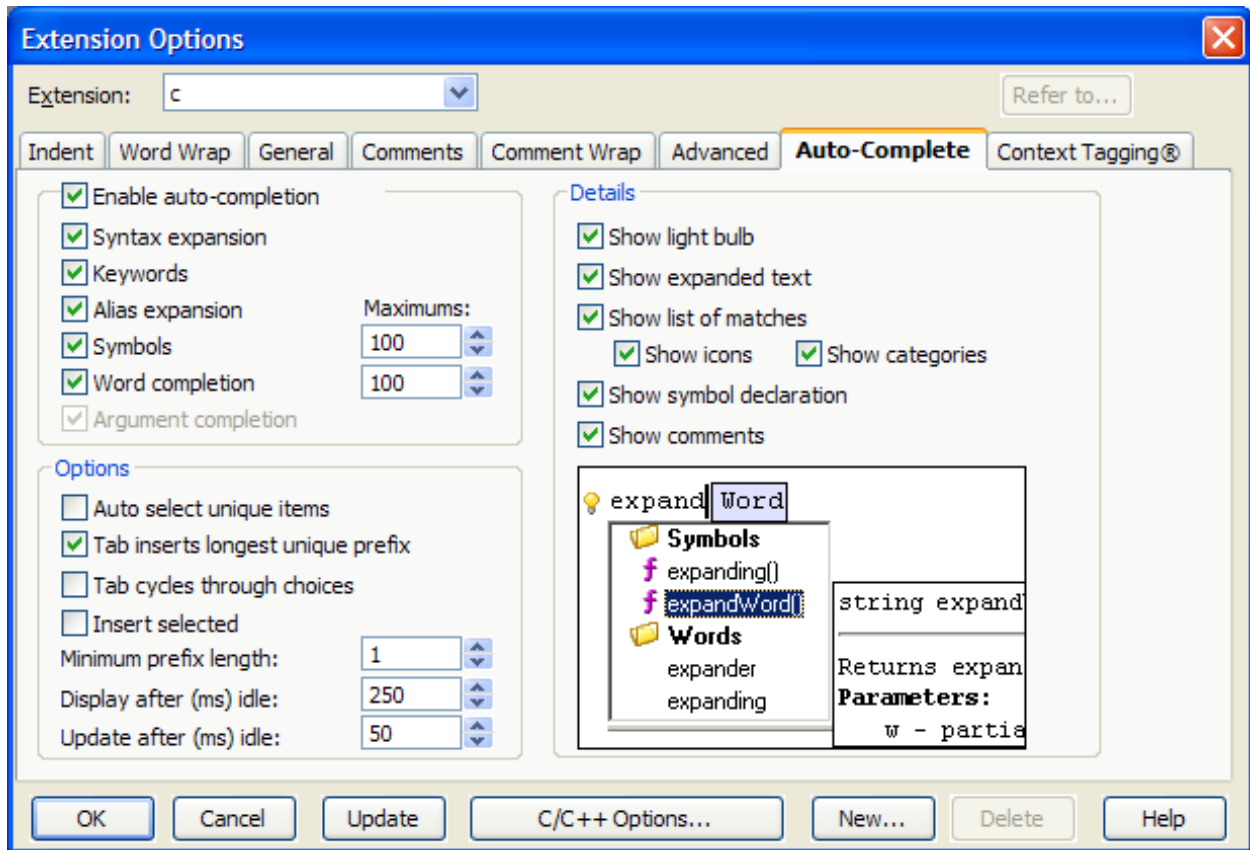 Extension Options
Extension: c Refer to...
Indent Word Wrap General Comments Comment Wrap Advanced Auto-Complete Context Tagging®
Enable auto-completion
Syntax expansion
Keywords
Alias expansion Maximums:
Symbols 100
Word completion 100
Argument completion
Options
Auto select unique items
Tab inserts longest unique prefix
Tab cycles through choices
Insert selected
Minimum prefix length: 1
Display after (ms) idle: 250
Update after (ms) idle: 50
Details
Show light bulb
Show expanded text
Show list of matches
Show icons Show categories
Show symbol declaration
Show comments
expand Word
Symbols
f expanding()
f expandWord()
Words
expander
expanding
string expand
Returns expan
Parameters:
w - partia
OK Cancel Update C/C++ Options... New... Delete Help